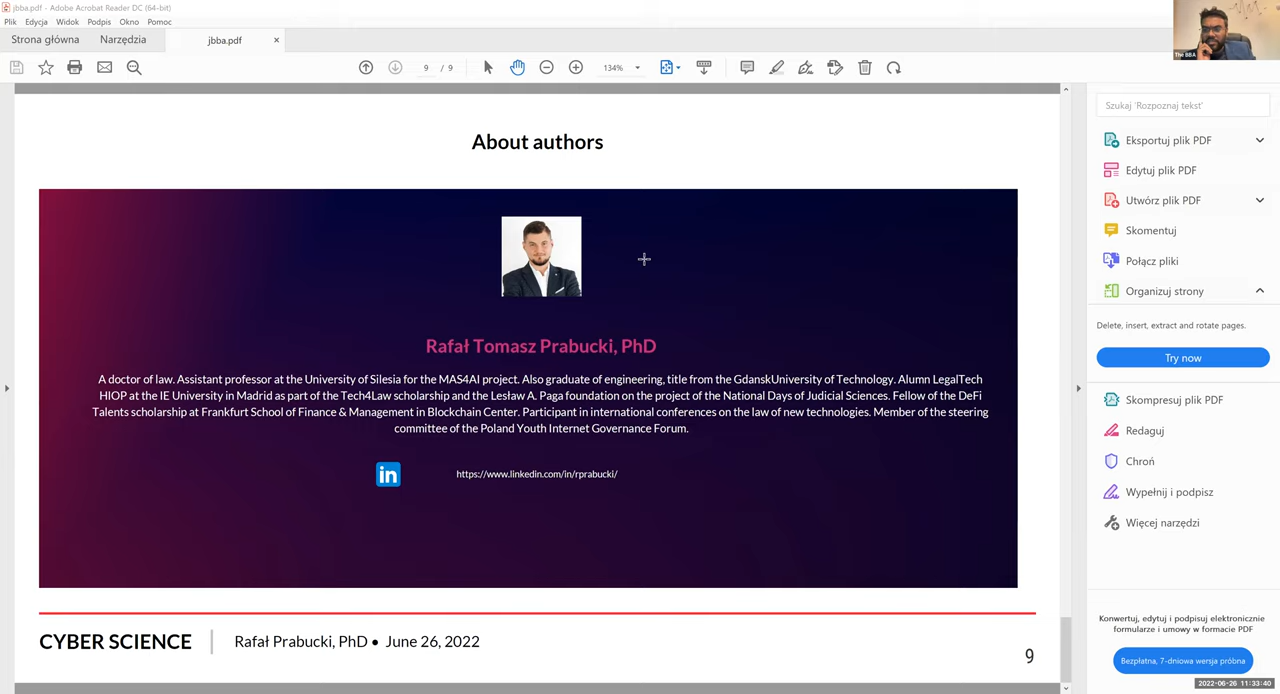 jbba.pdf - Adobe Acrobat Reader DC (64-bit)
Plik Edycja Widok Podpis Okno Pomoc
Strona główna Narzędzia jbba.pdf ×
9 / 9 134%
The BBA
About authors
Rafał Tomasz Prabucki, PhD
A doctor of law. Assistant professor at the University of Silesia for the MAS4AI project. Also graduate of engineering, title from the GdanskUniversity of Technology. Alumn LegalTech
HIOP at the IE University in Madrid as part of the Tech4Law scholarship and the Lesław A. Paga foundation on the project of the National Days of Judicial Sciences. Fellow of the DeFi
Talents scholarship at Frankfurt School of Finance & Management in Blockchain Center. Participant in international conferences on the law of new technologies. Member of the steering
committee of the Poland Youth Internet Governance Forum.
in https://www.linkedin.com/in/rprabucki/
CYBER SCIENCE Rafał Prabucki, PhD • June 26, 2022
9
Szukaj 'Rozpoznaj tekst'
Eksportuj plik PDF
Edytuj plik PDF
Utwórz plik PDF
Skomentuj
Połącz pliki
Organizuj strony
Delete, insert, extract and rotate pages.
Try now
Skompresuj plik PDF
Redaguj
Chroń
Wypełnij i podpisz
Więcej narzędzi
Konwertuj, edytuj i podpisuj elektronicznie
formularze i umowy w formacie PDF
Bezpłatna, 7-dniowa wersja próbna
2022-06-26 11:33:40